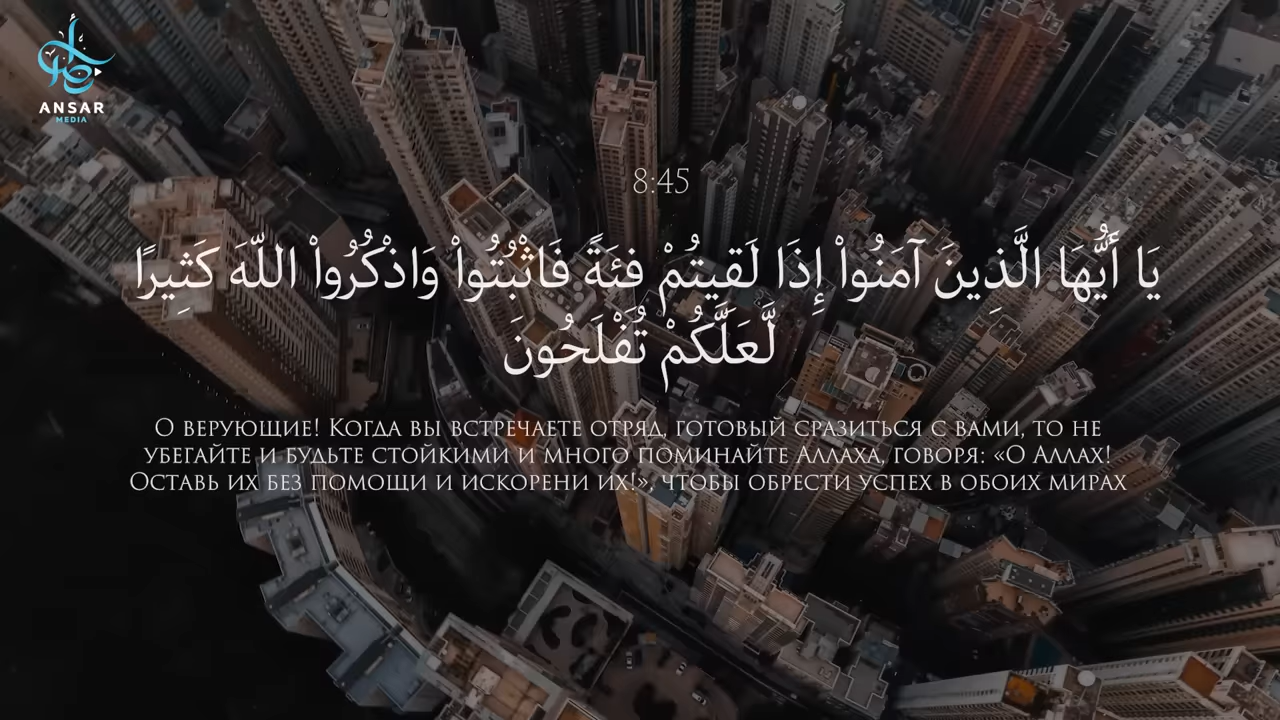 ANSAR
MEDIA
8:45
يَا أَيُّهَا الَّذِينَ آمَنُواْ إِذَا لَقِيتُمْ فِئَةً فَاثْبُتُواْ وَاذْكُرُواْ اللّهَ كَثِيرًا
لَّعَلَّكُمْ تُفْلَحُونَ
О верующие! Когда вы встречаете отряд, готовый сразиться с вами, то не
убегайте и будьте стойкими и много поминайте Аллаха, говоря: «О Аллах!
Оставь их без помощи и искорени их!», чтобы обрести успех в обоих мирах